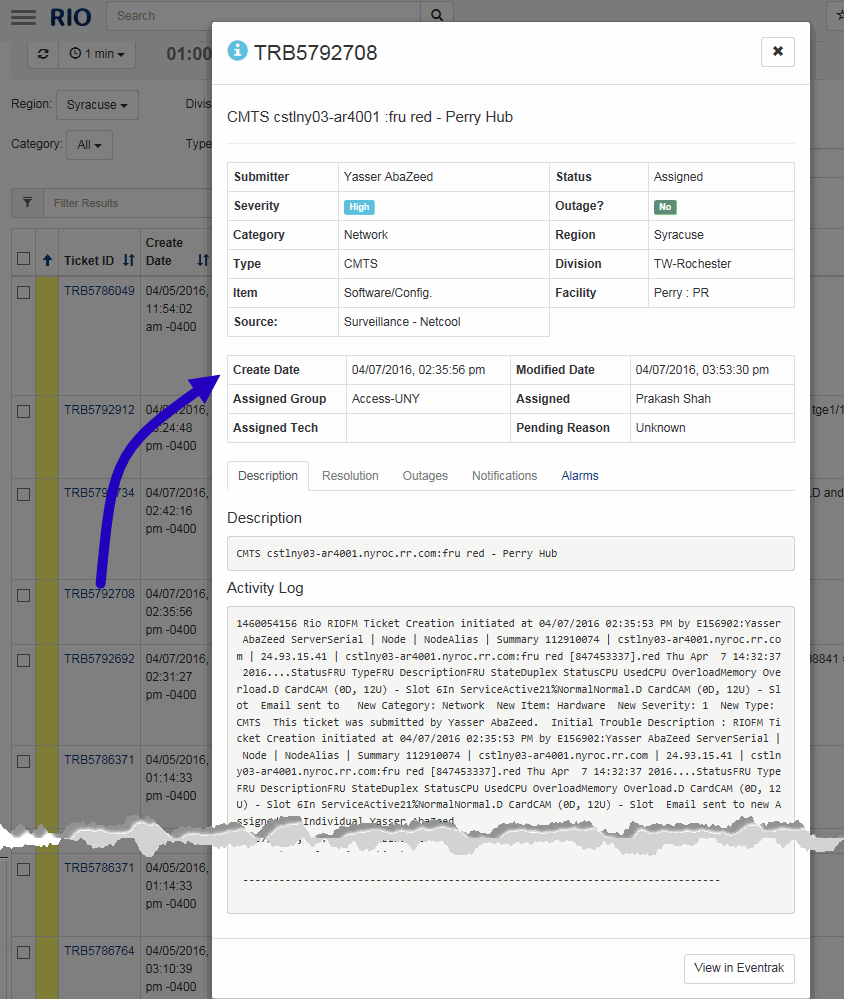 RIO
Search
1 min
01:00
Region:
Syracuse
Divis
Category:
All
Type
Filter Results
Ticket ID
Create
Date
TRB5786049
04/05/2016,
11:54:02
am -0400
TRB5792912
24:48
pm -0400
tge1/1
04/07/2016,
02:42:16
pm -0400
D and
TRB5792708
04/07/2016,
02:35:56
pm -0400
TRB5792692
04/07/2016,
02:31:27
pm -0400
08841 =
TRB5786371
04/05/2016,
01:14:33
pm -0400
TRB5786371
04/05/2016,
01:14:33
pm -0400
TRB5786764
04/05/2016,
03:10:39
pm -0400
TRB5792708
CMTS cstlny03-ar4001 :fru red - Perry Hub
Submitter Yasser AbaZeed Status Assigned
Severity High Outage? No
Category Network Region Syracuse
Type CMTS Division TW-Rochester
Item Software/Config. Facility Perry : PR
Source: Surveillance - Netcool
Create Date 04/07/2016, 02:35:56 pm Modified Date 04/07/2016, 03:53:30 pm
Assigned Group Access-UNY Assigned Prakash Shah
Assigned Tech Pending Reason Unknown
Description Resolution Outages Notifications Alarms
Description
CMTS cstlny03-ar4001.nyroc.rr.com:fru red - Perry Hub
Activity Log
1460054156 Rio RIOFM Ticket Creation initiated at 04/07/2016 02:35:53 PM by E156902:Yasser
AbaZeed ServerSerial | Node | NodeAlias | Summary 112910074 | cstlny03-ar4001.nyroc.rr.co
m | 24.93.15.41 | cstlny03-ar4001.nyroc.rr.com:fru red [847453337].red Thu Apr  7 14:32:37
2016....StatusFRU TypeFRU DescriptionFRU StateDuplex StatusCPU UsedCPU OverloadMemory Ove
rload.D CardCAM (0D, 12U) - Slot 6In ServiceActive21%NormalNormal.D CardCAM (0D, 12U) - Sl
ot  Email sent to   New Category: Network  New Item: Hardware  New Severity: 1  New Type:
CMTS  This ticket was submitted by Yasser AbaZeed.  Initial Trouble Description : RIOFM Ti
cket Creation initiated at 04/07/2016 02:35:53 PM by E156902:Yasser AbaZeed ServerSerial |
Node | NodeAlias | Summary 112910074 | cstlny03-ar4001.nyroc.rr.com | 24.93.15.41 | cstln
y03-ar4001.nyroc.rr.com:fru red [847453337].red Thu Apr  7 14:32:37 2016....StatusFRU Type
FRU DescriptionFRU StateDuplex StatusCPU UsedCPU OverloadMemory Overload.D CardCAM (0D, 12
U) - Slot 6In ServiceActive21%NormalNormal.D CardCAM (0D, 12U) - Slot  Email sent to new A
ssigned Individual Yasser AbaZeed
--------------------------------------------------------------------------------
View in Eventrak